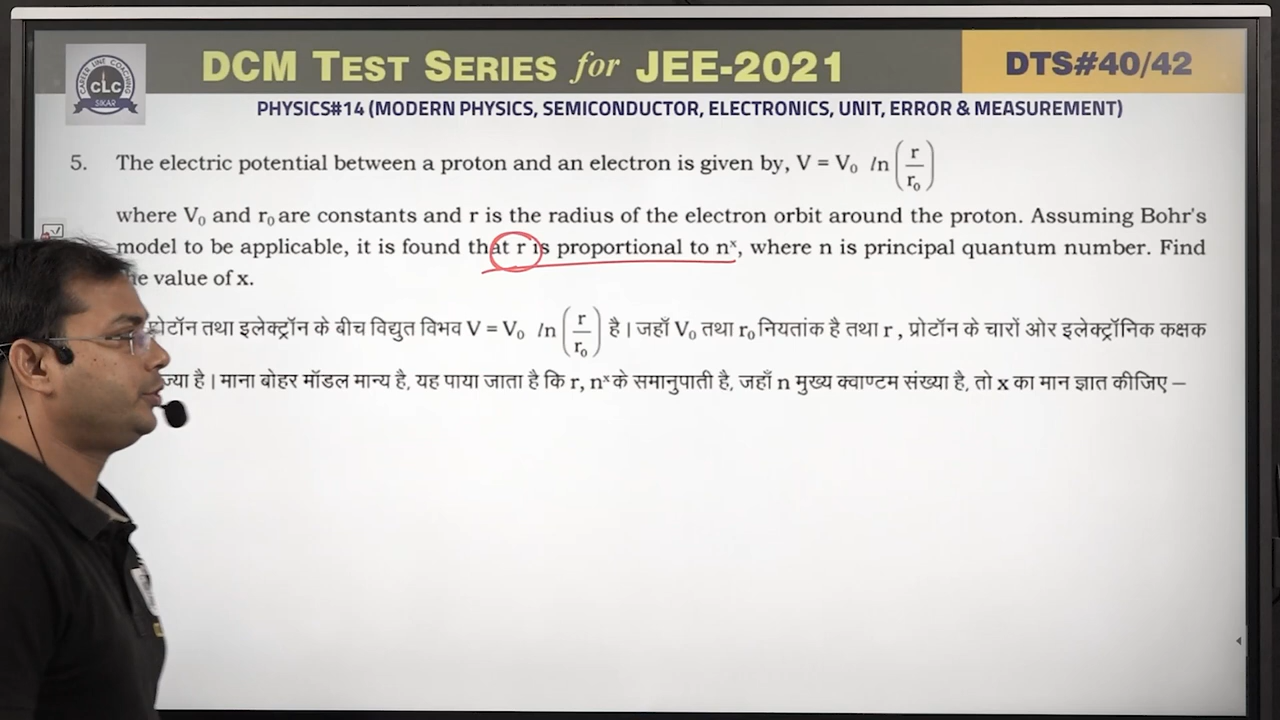 DCM TEST SERIES for JEE-2021
DTS#40/42
CAREER LINE COACHING
CLC
SIKAR
PHYSICS#14 (MODERN PHYSICS, SEMICONDUCTOR, ELECTRONICS, UNIT, ERROR & MEASUREMENT)
5. The electric potential between a proton and an electron is given by, V = V₀ ln(r/r₀)
where V₀ and r₀ are constants and r is the radius of the electron orbit around the proton. Assuming Bohr's
model to be applicable, it is found that r is proportional to nˣ, where n is principal quantum number. Find
value of x.
तथा इलेक्ट्रॉन के बीच विद्युत विभव V = V₀ ln(r/r₀) है। जहाँ V₀ तथा r₀ नियतांक है तथा r , प्रोटॉन के चारों ओर इलेक्ट्रॉनिक कक्षक
है। माना बोहर मॉडल मान्य है, यह पाया जाता है कि r, nˣ के समानुपाती है, जहाँ n मुख्य क्वाण्टम संख्या है, तो x का मान ज्ञात कीजिए –